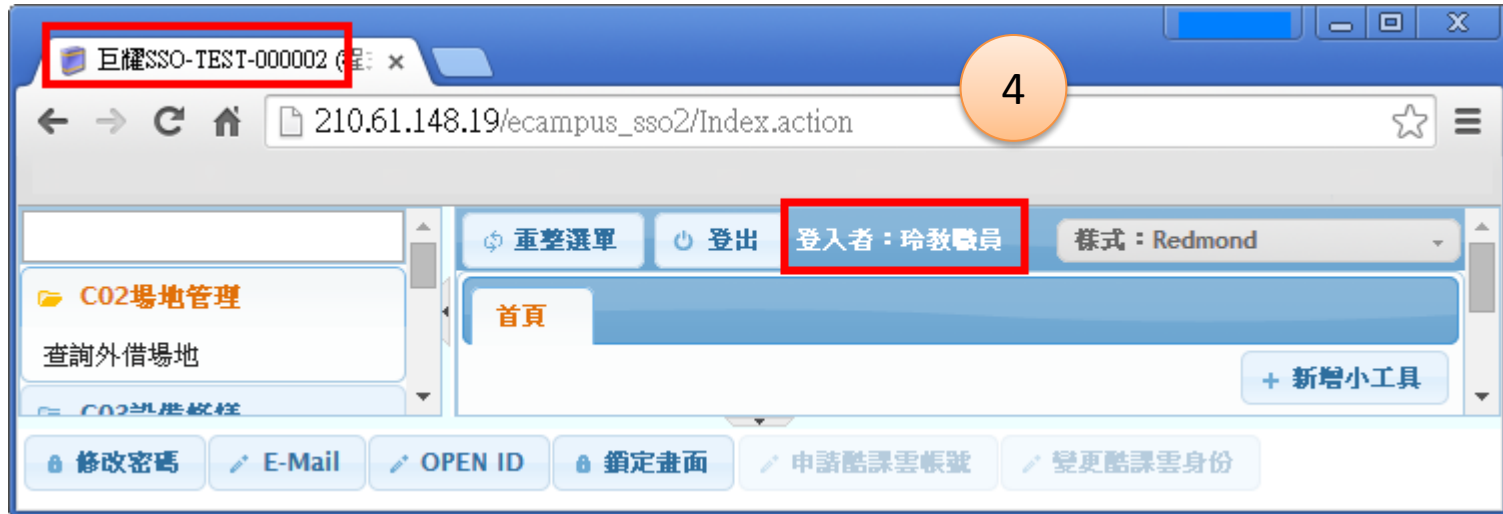 巨耀SSO-TEST-000002 (程
4
210.61.148.19/ecampus_sso2/Index.action
重整選單 登出 登入者：玲教職員 樣式：Redmond
C02場地管理
首頁
查詢外借場地
+ 新增小工具
修改密碼 E-Mail OPEN ID 鎖定畫面 申請酷課雲帳號 變更酷課雲身份